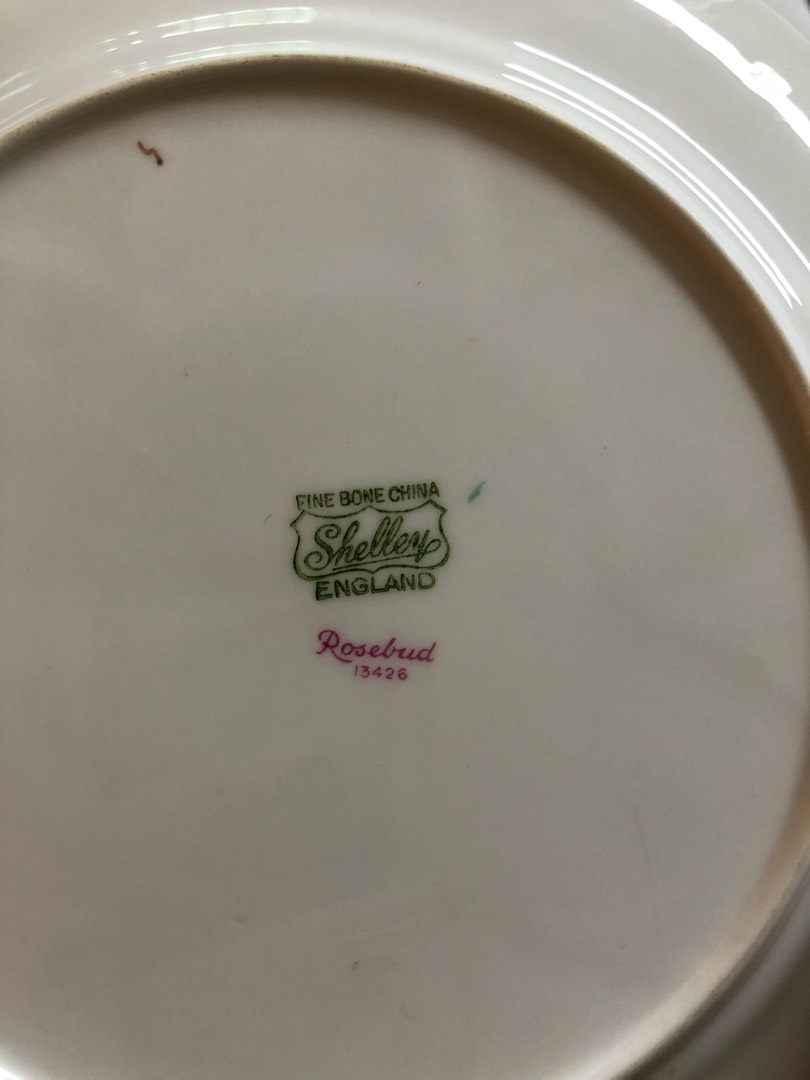 FINE BONE CHINA
Shelley
ENGLAND
Rosebud
13426